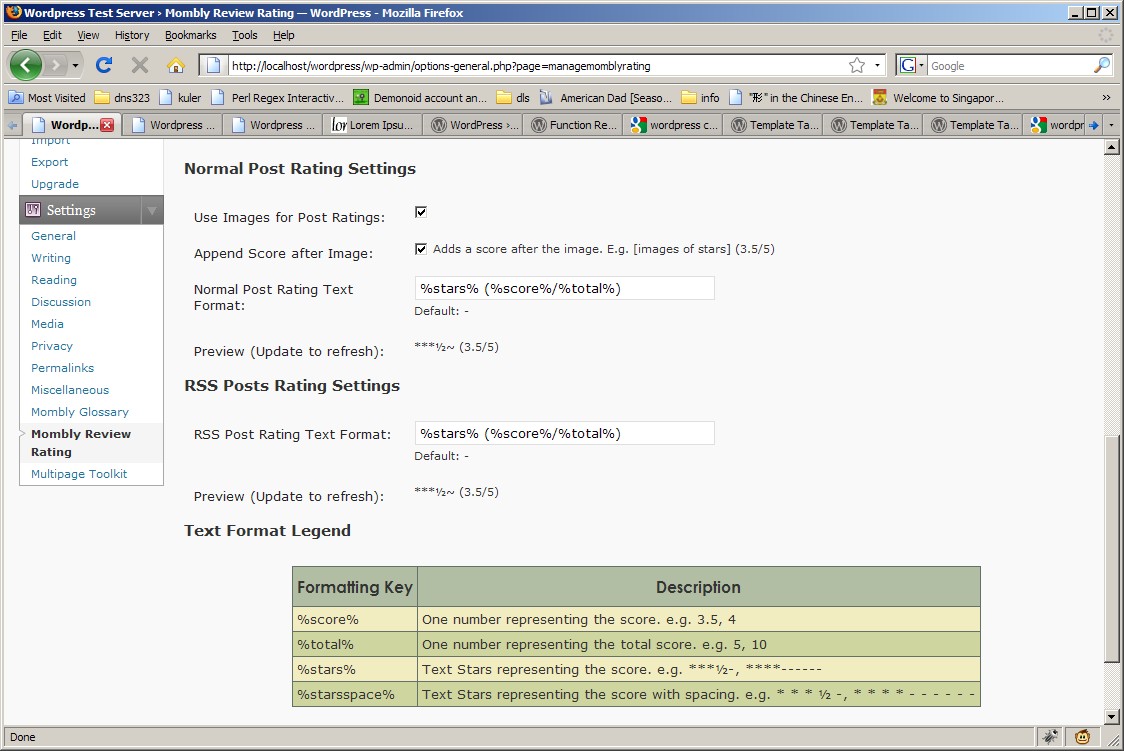 Wordpress Test Server › Mombly Review Rating — WordPress - Mozilla Firefox
File Edit View History Bookmarks Tools Help
http://localhost/wordpress/wp-admin/options-general.php?page=managemomblyrating
G Google
Most Visited dns323 kuler Perl Regex Interactiv... Demonoid account an... dls American Dad [Seaso... info in the Chinese En... Welcome to Singapor... »
Wordp... Wordpress ... Wordpress ... lor Lorem Ipsu... WordPress ›... Function Re... wordpress c... Template Ta... Template Ta... Template Ta... wordpr
Import
Export
Upgrade
Settings
General
Writing
Reading
Discussion
Media
Privacy
Permalinks
Miscellaneous
Mombly Glossary
Mombly Review
Rating
Multipage Toolkit
Normal Post Rating Settings
Use Images for Post Ratings:
Append Score after Image: Adds a score after the image. E.g. [images of stars] (3.5/5)
Normal Post Rating Text
Format:
%stars% (%score%/%total%)
Default: -
Preview (Update to refresh): ***½~ (3.5/5)
RSS Posts Rating Settings
RSS Post Rating Text Format: %stars% (%score%/%total%)
Default: -
Preview (Update to refresh): ***½~ (3.5/5)
Text Format Legend
Formatting Key Description
%score% One number representing the score. e.g. 3.5, 4
%total% One number representing the total score. e.g. 5, 10
%stars% Text Stars representing the score. e.g. ***½-, ****------
%starsspace% Text Stars representing the score with spacing. e.g. * * * ½ -, * * * * - - - - - -
Done